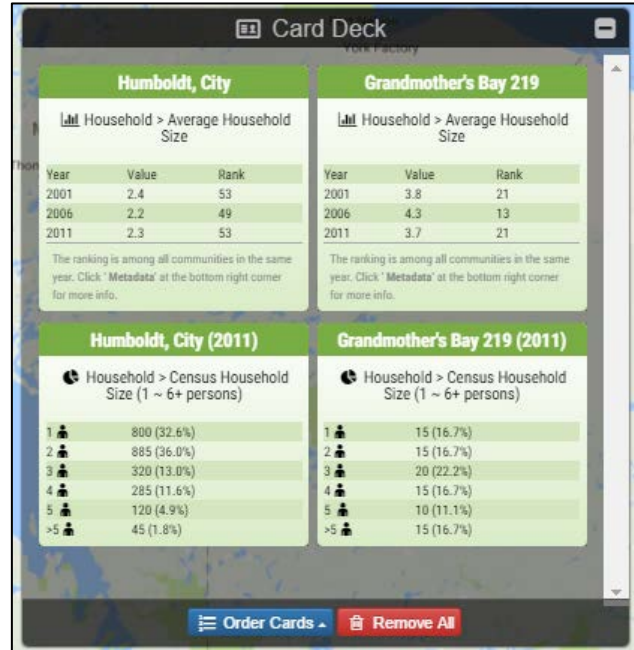 Card Deck
York Factory
Humboldt, City
Household > Average Household
Size
Year Value Rank
2001 2.4 53
2006 2.2 49
2011 2.3 53
The ranking is among all communities in the same
year. Click ' Metadata' at the bottom right corner
for more info.
Grandmother's Bay 219
Household > Average Household
Size
Year Value Rank
2001 3.8 21
2006 4.3 13
2011 3.7 21
The ranking is among all communities in the same
year. Click ' Metadata' at the bottom right corner
for more info.
Humboldt, City (2011)
Household > Census Household
Size (1 ~ 6+ persons)
1 800 (32.6%)
2 885 (36.0%)
3 320 (13.0%)
4 285 (11.6%)
5 120 (4.9%)
>5 45 (1.8%)
Grandmother's Bay 219 (2011)
Household > Census Household
Size (1 ~ 6+ persons)
1 15 (16.7%)
2 15 (16.7%)
3 20 (22.2%)
4 15 (16.7%)
5 10 (11.1%)
>5 15 (16.7%)
Order Cards
Remove All